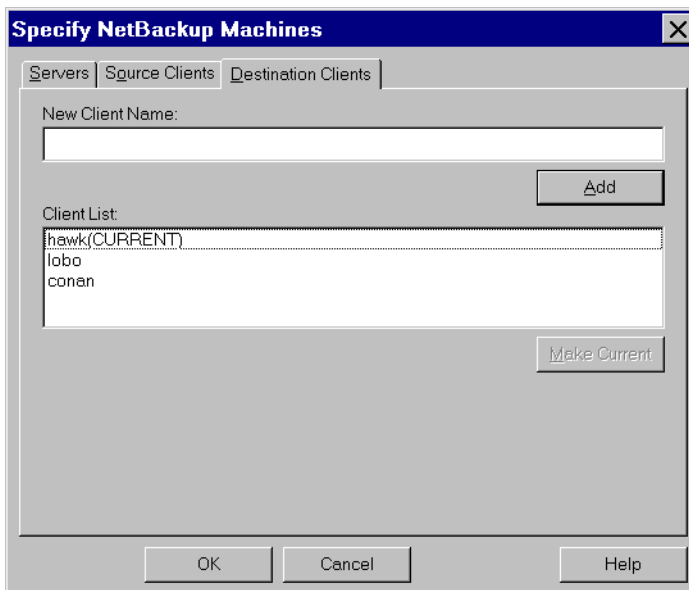 Specify NetBackup Machines
Servers Source Clients Destination Clients
New Client Name:
Add
Client List:
hawk(CURRENT)
lobo
conan
Make Current
OK Cancel Help